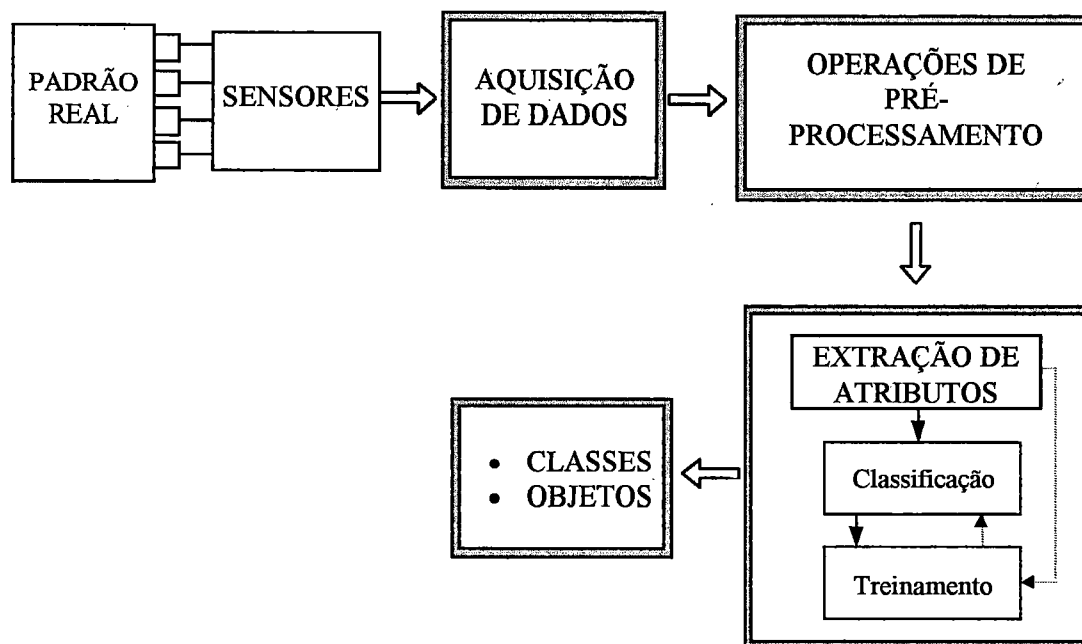 PADRÃO
REAL
SENSORES
AQUISIÇÃO
DE DADOS
OPERAÇÕES DE
PRÉ-
PROCESSAMENTO
EXTRAÇÃO DE
ATRIBUTOS
Classificação
Treinamento
• CLASSES
• OBJETOS